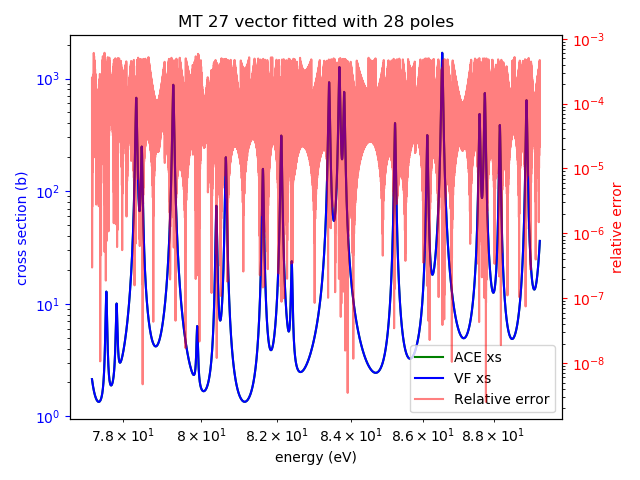 MT 27 vector fitted with 28 poles
10³
10²
10¹
10⁰
cross section (b)
10⁻³
10⁻⁴
10⁻⁵
10⁻⁶
10⁻⁷
10⁻⁸
relative error
ACE xs
VF xs
Relative error
7.8 × 10¹ 8 × 10¹ 8.2 × 10¹ 8.4 × 10¹ 8.6 × 10¹ 8.8 × 10¹
energy (eV)